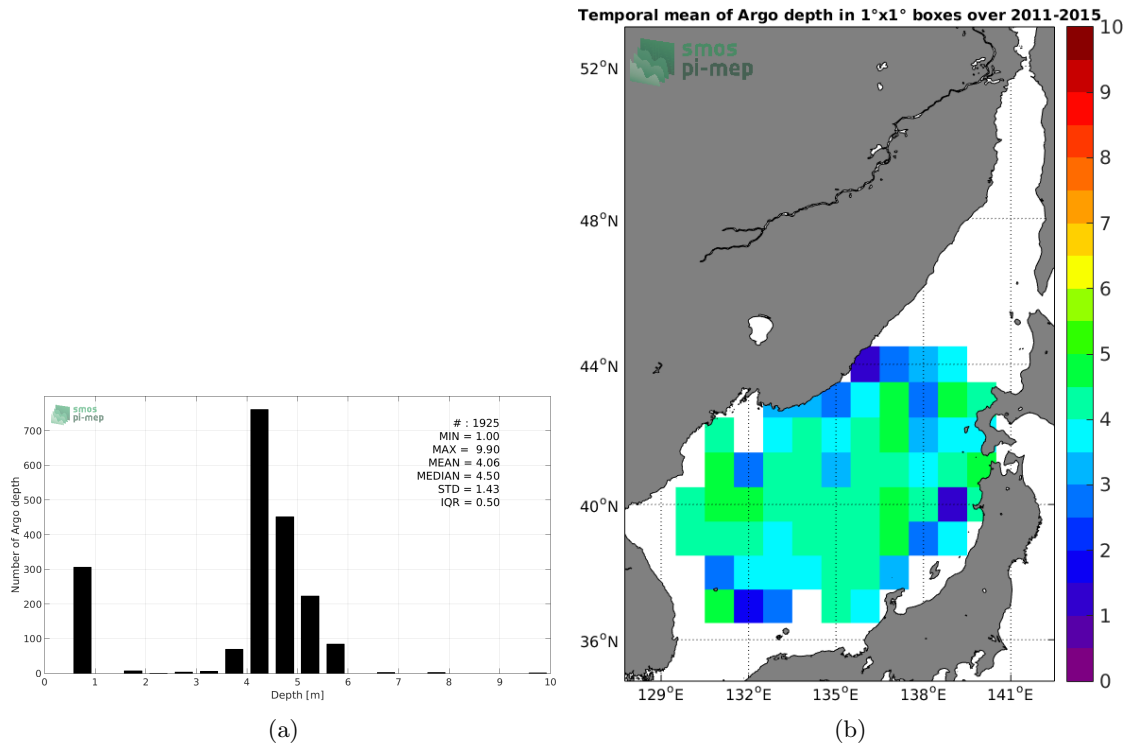 Temporal mean of Argo depth in 1°x1° boxes over 2011-2015
smos
pi-mep
52°N
48°N
44°N
40°N
36°N
129°E 132°E 135°E 138°E 141°E
10
9
8
7
6
5
4
3
2
1
0
smos
pi-mep
# : 1925
MIN = 1.00
MAX = 9.90
MEAN = 4.06
MEDIAN = 4.50
STD = 1.43
IQR = 0.50
Number of Argo depth
700
600
500
400
300
200
100
0
0 1 2 3 4 5 6 7 8 9 10
Depth [m]
(a)
(b)